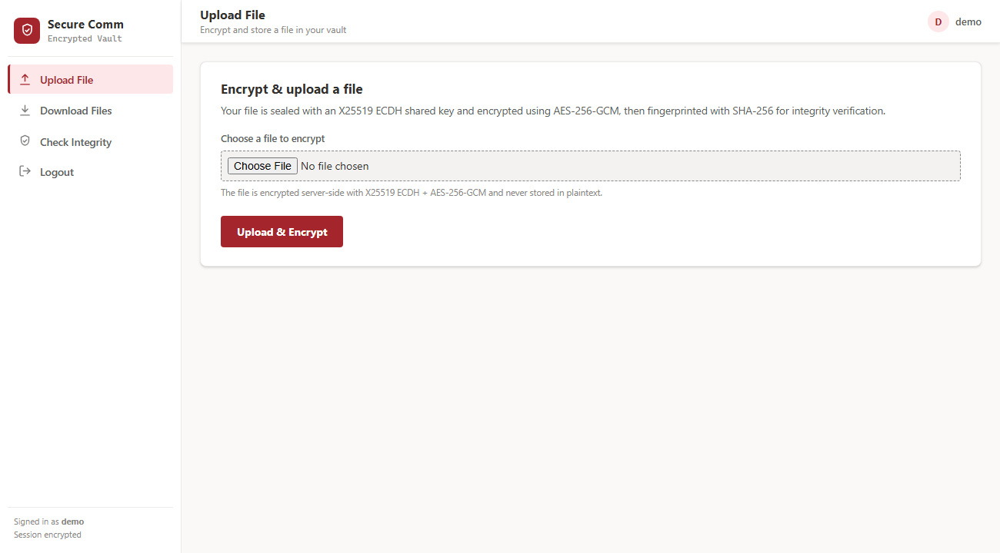 Secure Comm
Encrypted Vault
Upload File
Download Files
Check Integrity
Logout
Signed in as demo
Session encrypted
Upload File
Encrypt and store a file in your vault
D
demo
Encrypt & upload a file
Your file is sealed with an X25519 ECDH shared key and encrypted using AES-256-GCM, then fingerprinted with SHA-256 for integrity verification.
Choose a file to encrypt
Choose File No file chosen
The file is encrypted server-side with X25519 ECDH + AES-256-GCM and never stored in plaintext.
Upload & Encrypt